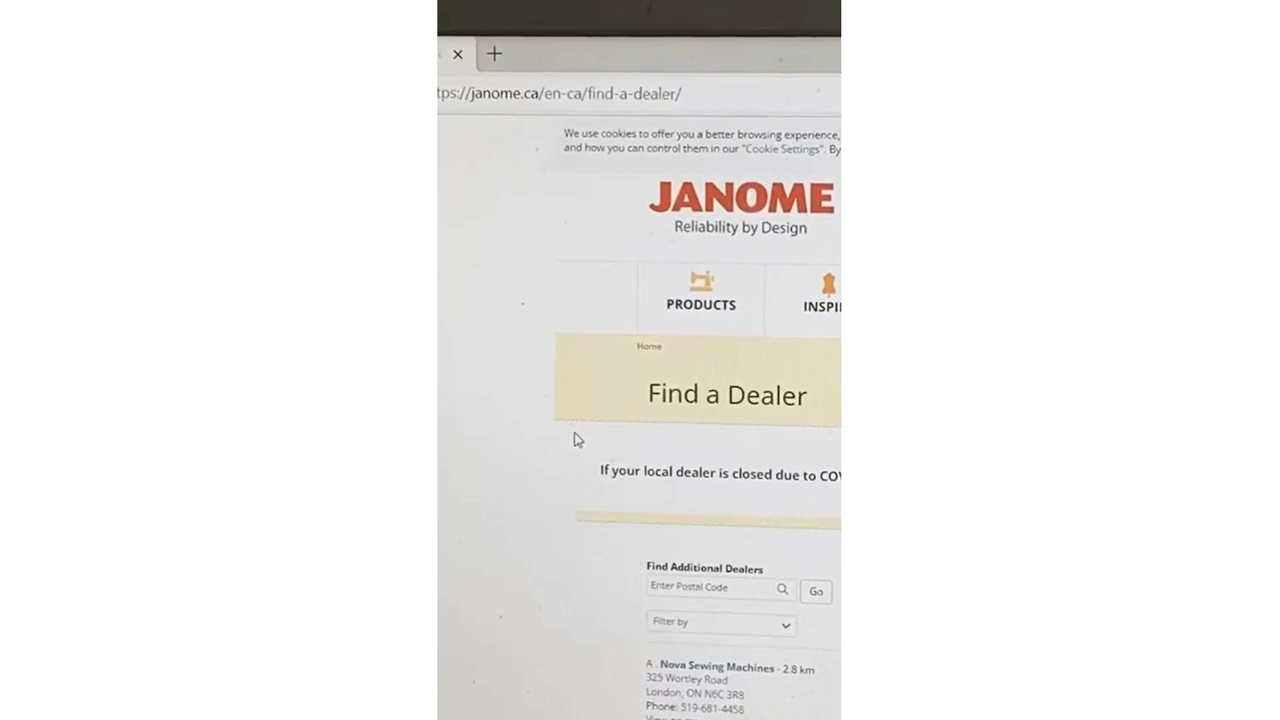 tps://janome.ca/en-ca/find-a-dealer/
We use cookies to offer you a better browsing experience,
and how you can control them in our "Cookie Settings". By
JANOME
Reliability by Design
PRODUCTS
INSPI
Home
Find a Dealer
If your local dealer is closed due to COV
Find Additional Dealers
Enter Postal Code
Go
Filter by
A . Nova Sewing Machines - 2.8 km
325 Wortley Road
London, ON N6C 3R8
Phone: 519-681-4458